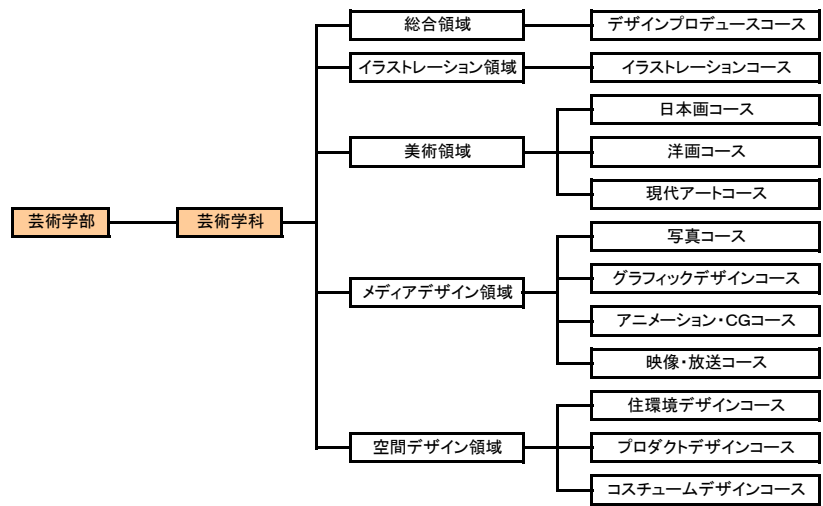 芸術学部
芸術学科
総合領域
デザインプロデュースコース
イラストレーション領域
イラストレーションコース
美術領域
日本画コース
洋画コース
現代アートコース
メディアデザイン領域
写真コース
グラフィックデザインコース
アニメーション・CGコース
映像・放送コース
空間デザイン領域
住環境デザインコース
プロダクトデザインコース
コスチュームデザインコース